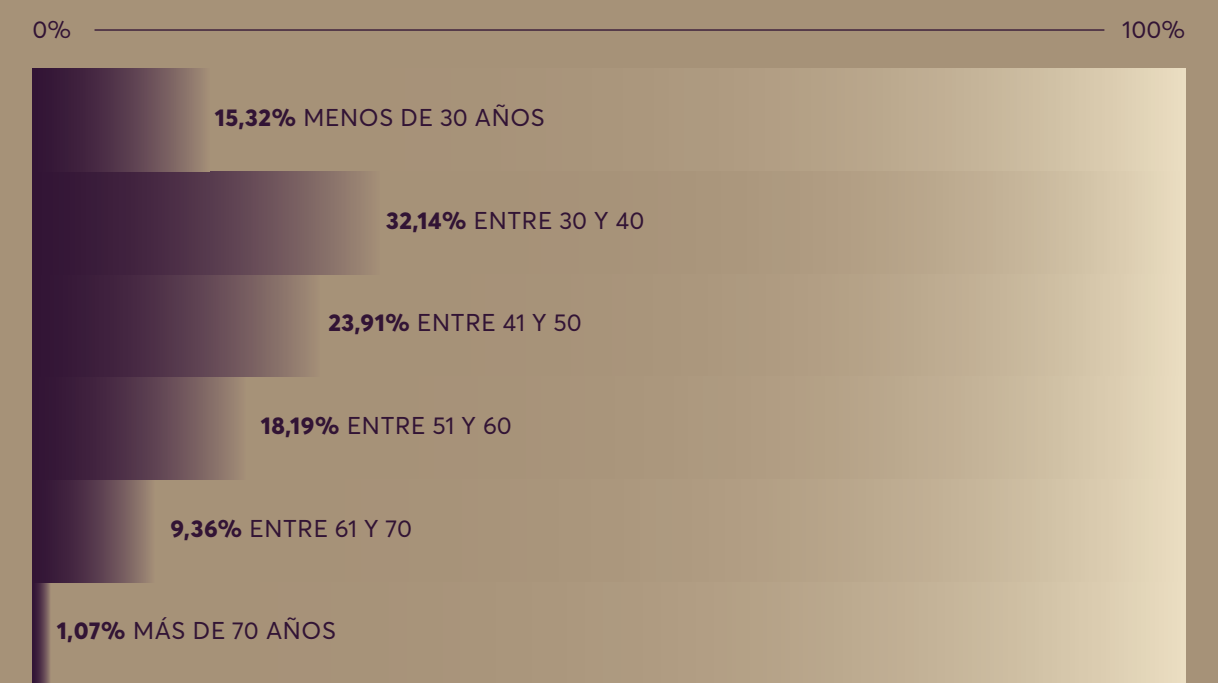 0% 100%
15,32% MENOS DE 30 AÑOS
32,14% ENTRE 30 Y 40
23,91% ENTRE 41 Y 50
18,19% ENTRE 51 Y 60
9,36% ENTRE 61 Y 70
1,07% MÁS DE 70 AÑOS